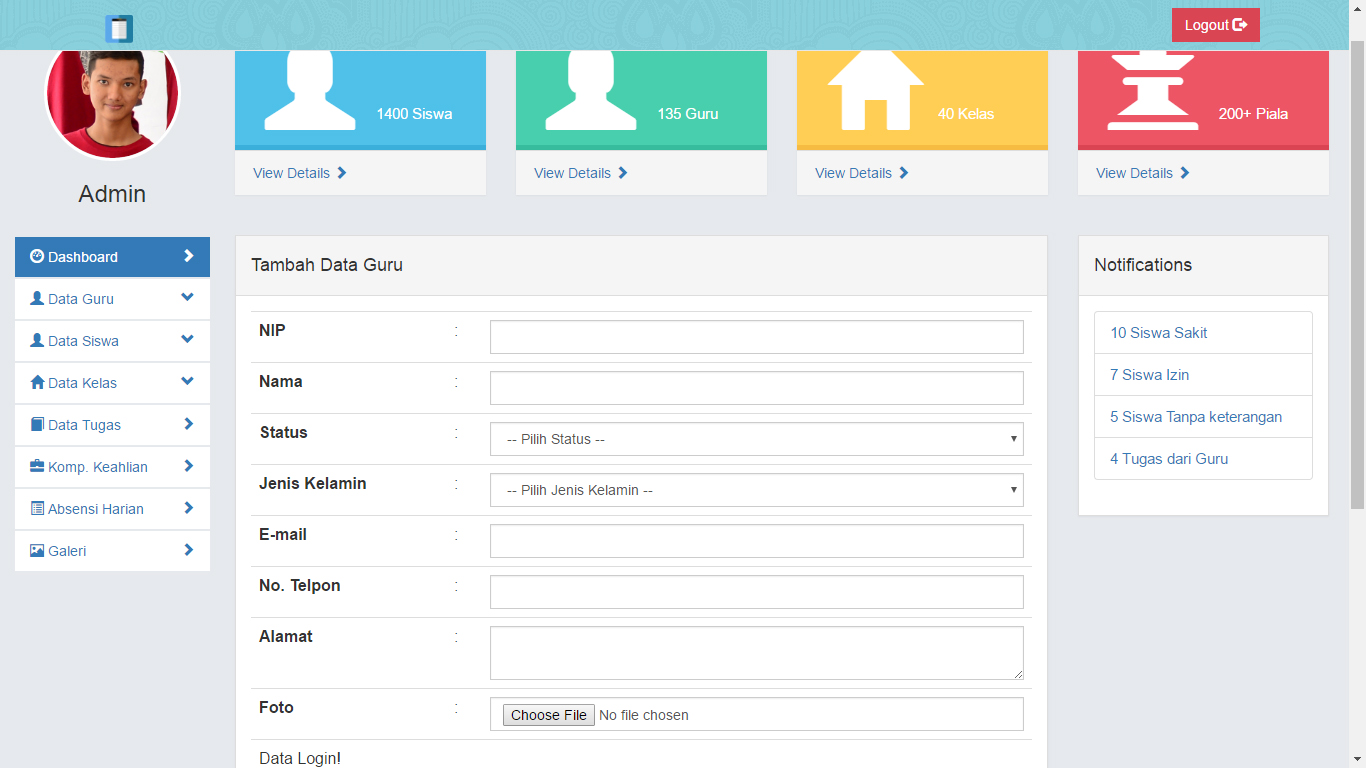 Logout
1400 Siswa
135 Guru
40 Kelas
200+ Piala
View Details
View Details
View Details
View Details
Admin
Dashboard
Data Guru
Data Siswa
Data Kelas
Data Tugas
Komp. Keahlian
Absensi Harian
Galeri
Tambah Data Guru
NIP :
Nama :
Status : -- Pilih Status --
Jenis Kelamin : -- Pilih Jenis Kelamin --
E-mail :
No. Telpon :
Alamat :
Foto : Choose File No file chosen
Data Login!
Notifications
10 Siswa Sakit
7 Siswa Izin
5 Siswa Tanpa keterangan
4 Tugas dari Guru